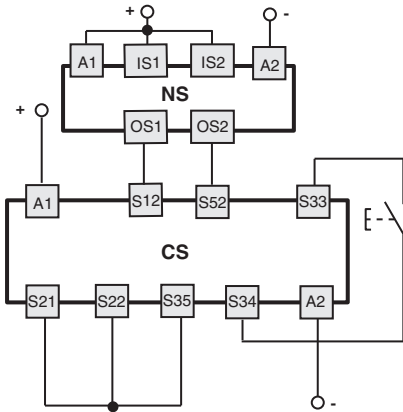 + -
A1 IS1 IS2 A2
NS
+ OS1 OS2
A1 S12 S52 S33
CS
S21 S22 S35 S34 A2
-